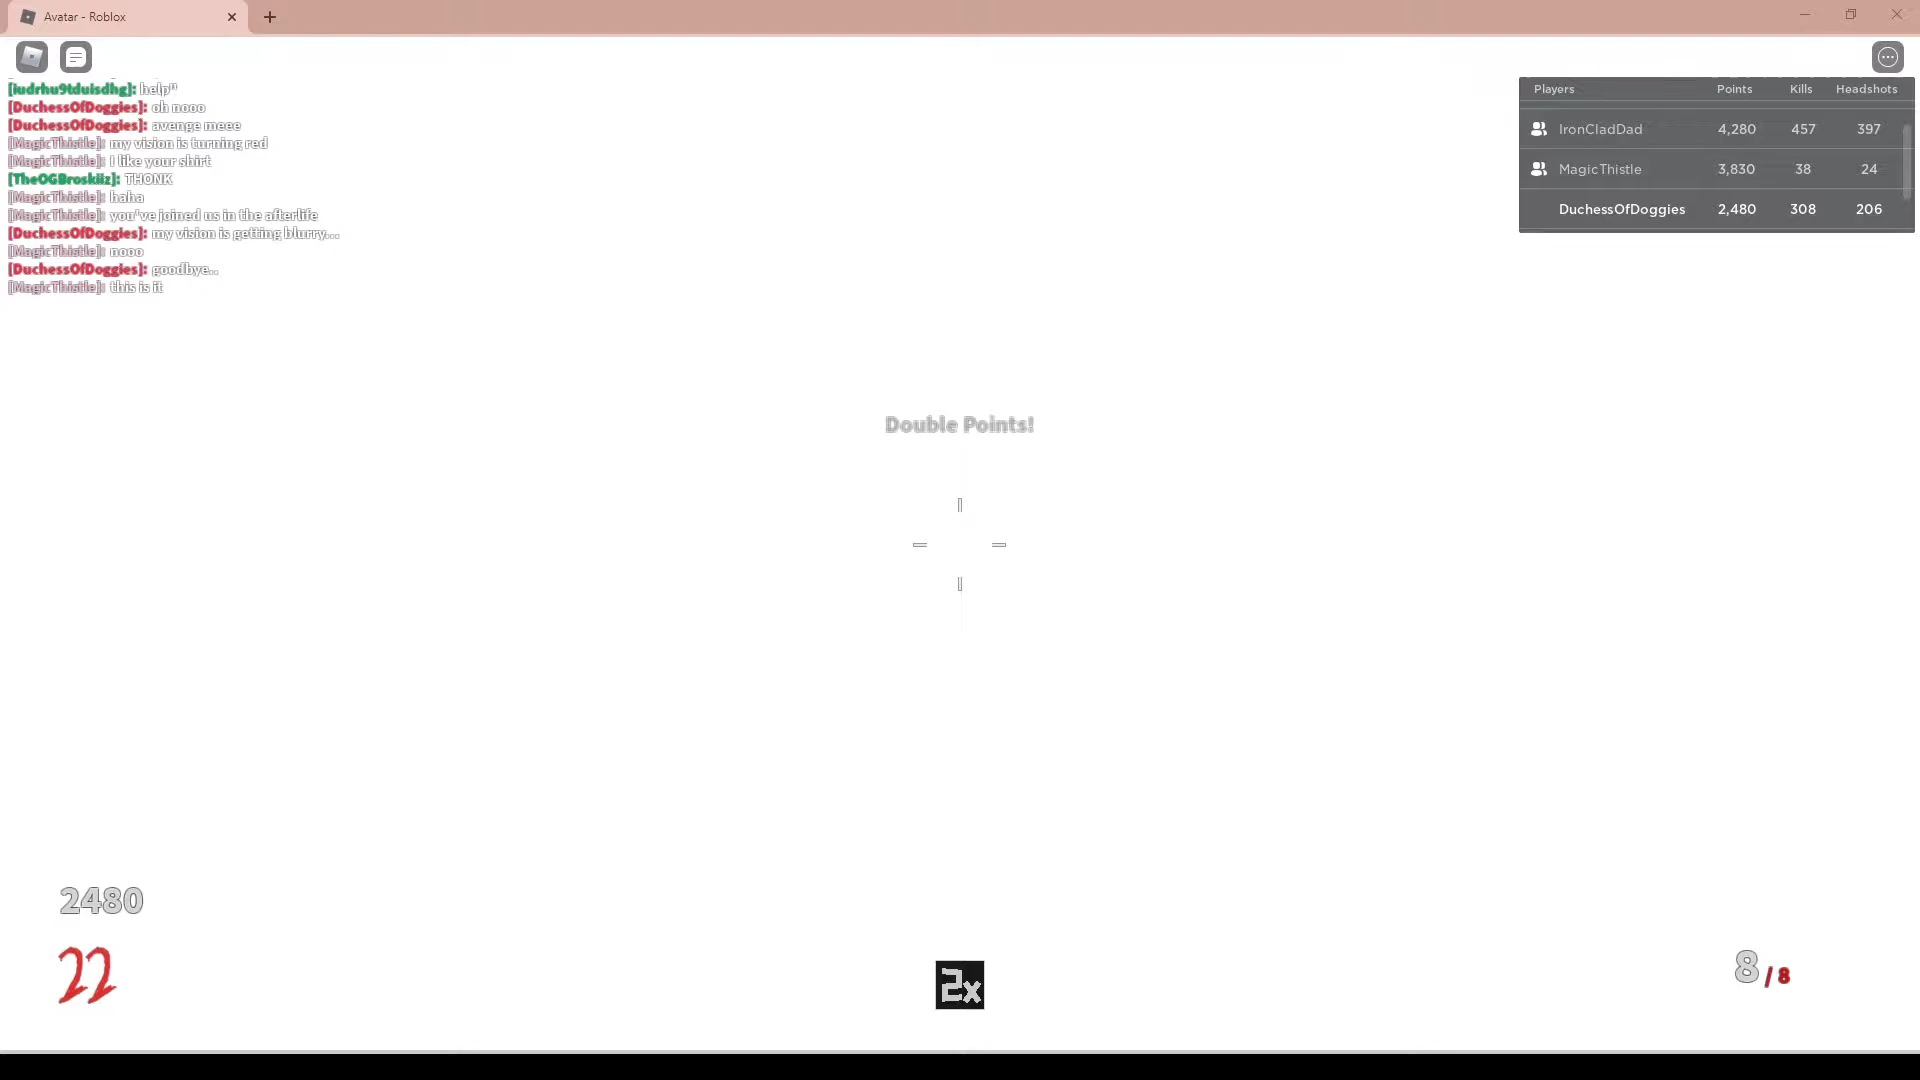 Avatar - Roblox
[iudrhu9tduisdhg]: help"
[DuchessOfDoggies]: oh nooo
[DuchessOfDoggies]: avenge meee
[MagicThistle]: my vision is turning red
[MagicThistle]: I like your shirt
[TheOGBroskiiz]: THONK
[MagicThistle]: haha
[MagicThistle]: you've joined us in the afterlife
[DuchessOfDoggies]: my vision is getting blurry...
[MagicThistle]: nooo
[DuchessOfDoggies]: goodbye..
[MagicThistle]: this is it
Players Points Kills Headshots
IronCladDad 4,280 457 397
MagicThistle 3,830 38 24
DuchessOfDoggies 2,480 308 206
Double Points!
2480
22
2x
8 / 8